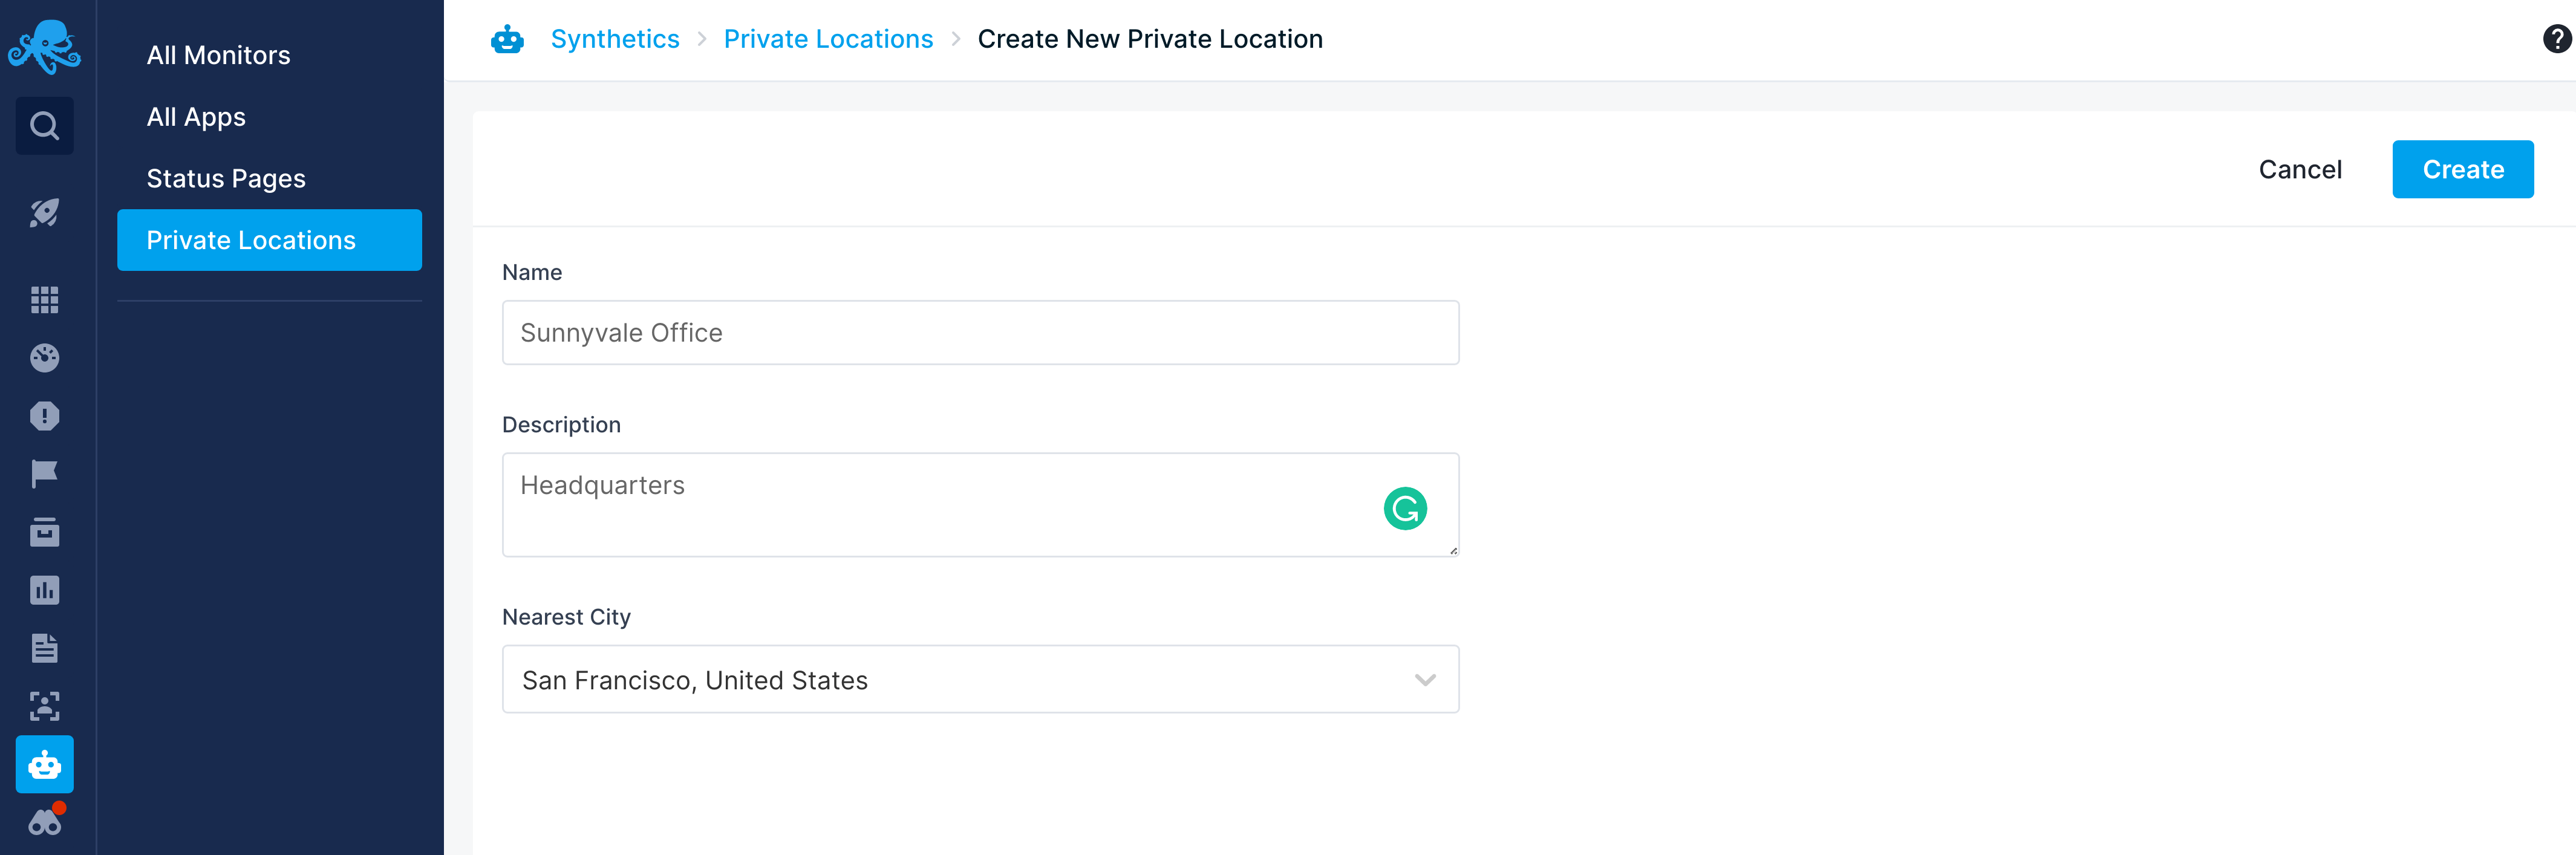 All Monitors
All Apps
Status Pages
Private Locations
Synthetics > Private Locations > Create New Private Location
Cancel
Create
Name
Sunnyvale Office
Description
Headquarters
Nearest City
San Francisco, United States